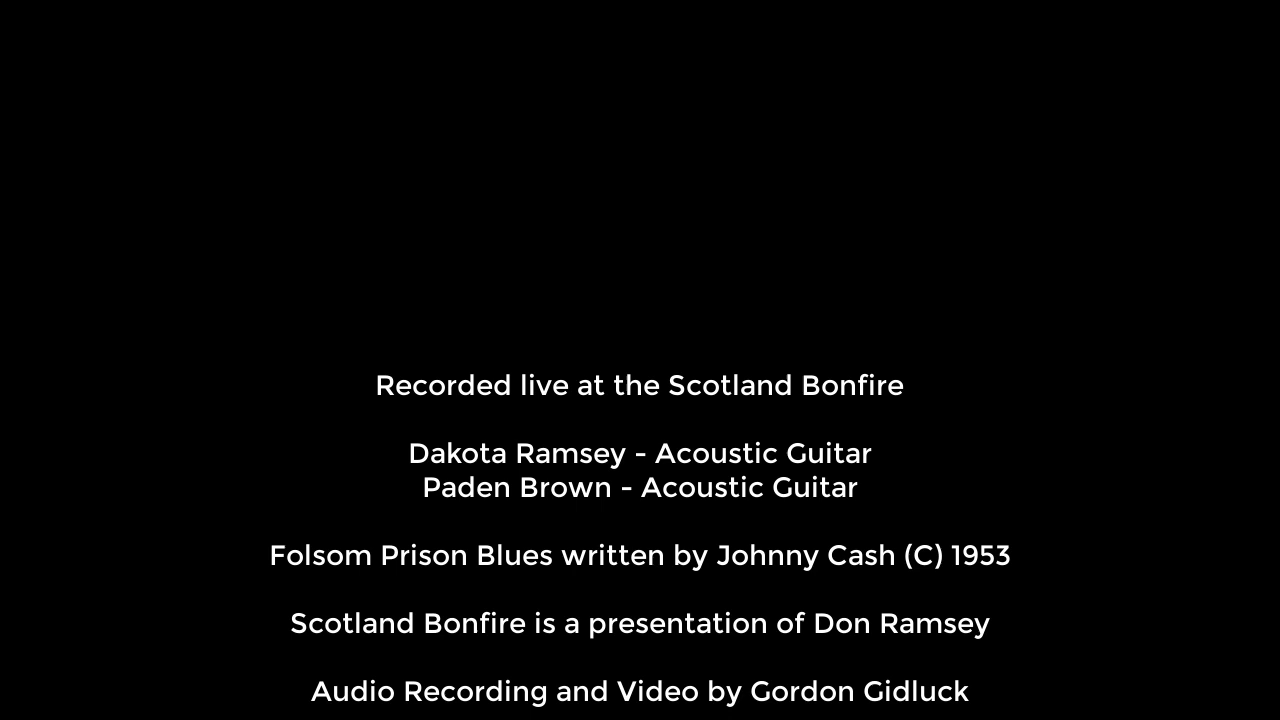 Recorded live at the Scotland Bonfire
Dakota Ramsey - Acoustic Guitar
Paden Brown - Acoustic Guitar
Folsom Prison Blues written by Johnny Cash (C) 1953
Scotland Bonfire is a presentation of Don Ramsey
Audio Recording and Video by Gordon Gidluck